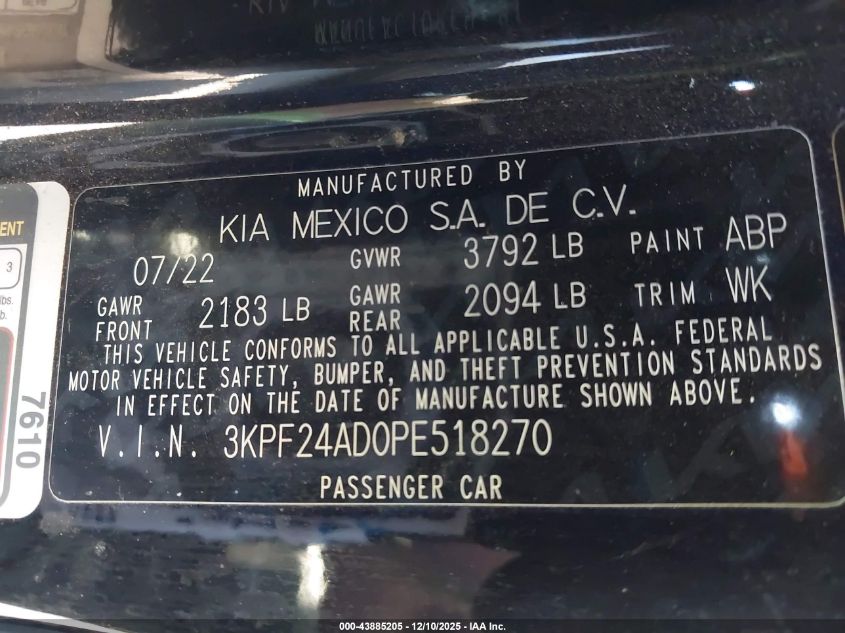 MANUFACTURED BY
KIA MEXICO S.A. DE C.V.
07/22 GVWR 3792 LB PAINT ABP
GAWR FRONT 2183 LB GAWR REAR 2094 LB TRIM WK
THIS VEHICLE CONFORMS TO ALL APPLICABLE U.S.A. FEDERAL
MOTOR VEHICLE SAFETY, BUMPER, AND THEFT PREVENTION STANDARDS
IN EFFECT ON THE DATE OF MANUFACTURE SHOWN ABOVE.
V.I.N. 3KPF24AD0PE518270
PASSENGER CAR
3
lbs.
7610
000-43885205 - 12/10/2025 - IAA Inc.